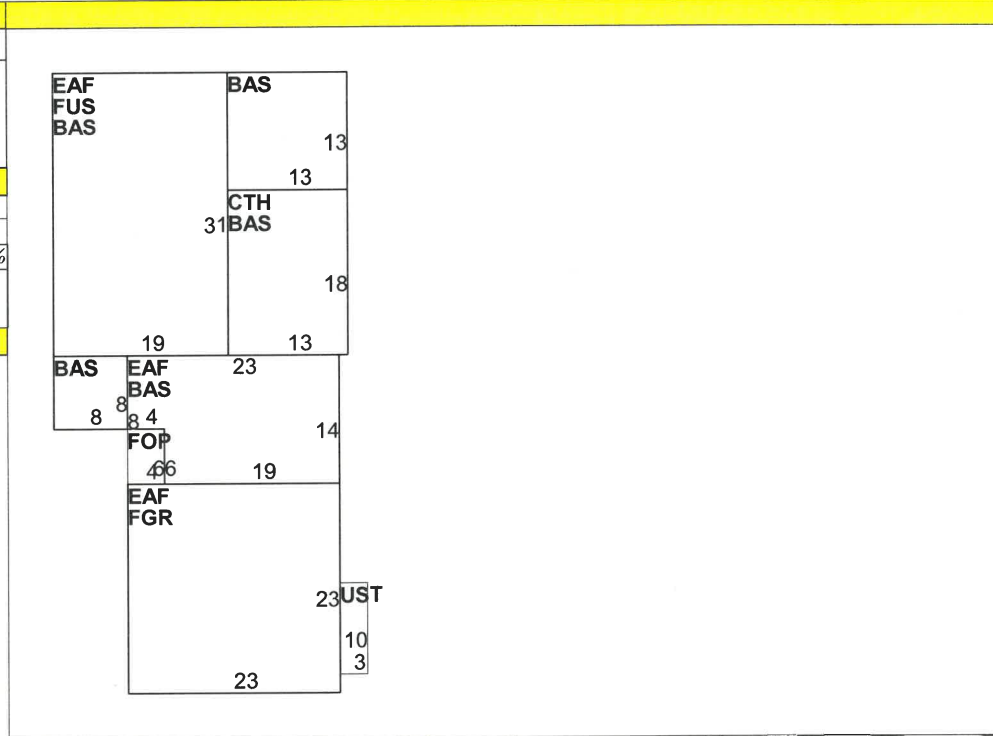 EAF BAS
FUS
BAS
13
13
CTH
31 BAS
18
19 13
BAS EAF 23
BAS
8
8 8 4 14
FOP
4 6 6 19
EAF
FGR
23 UST
10
3
23
%